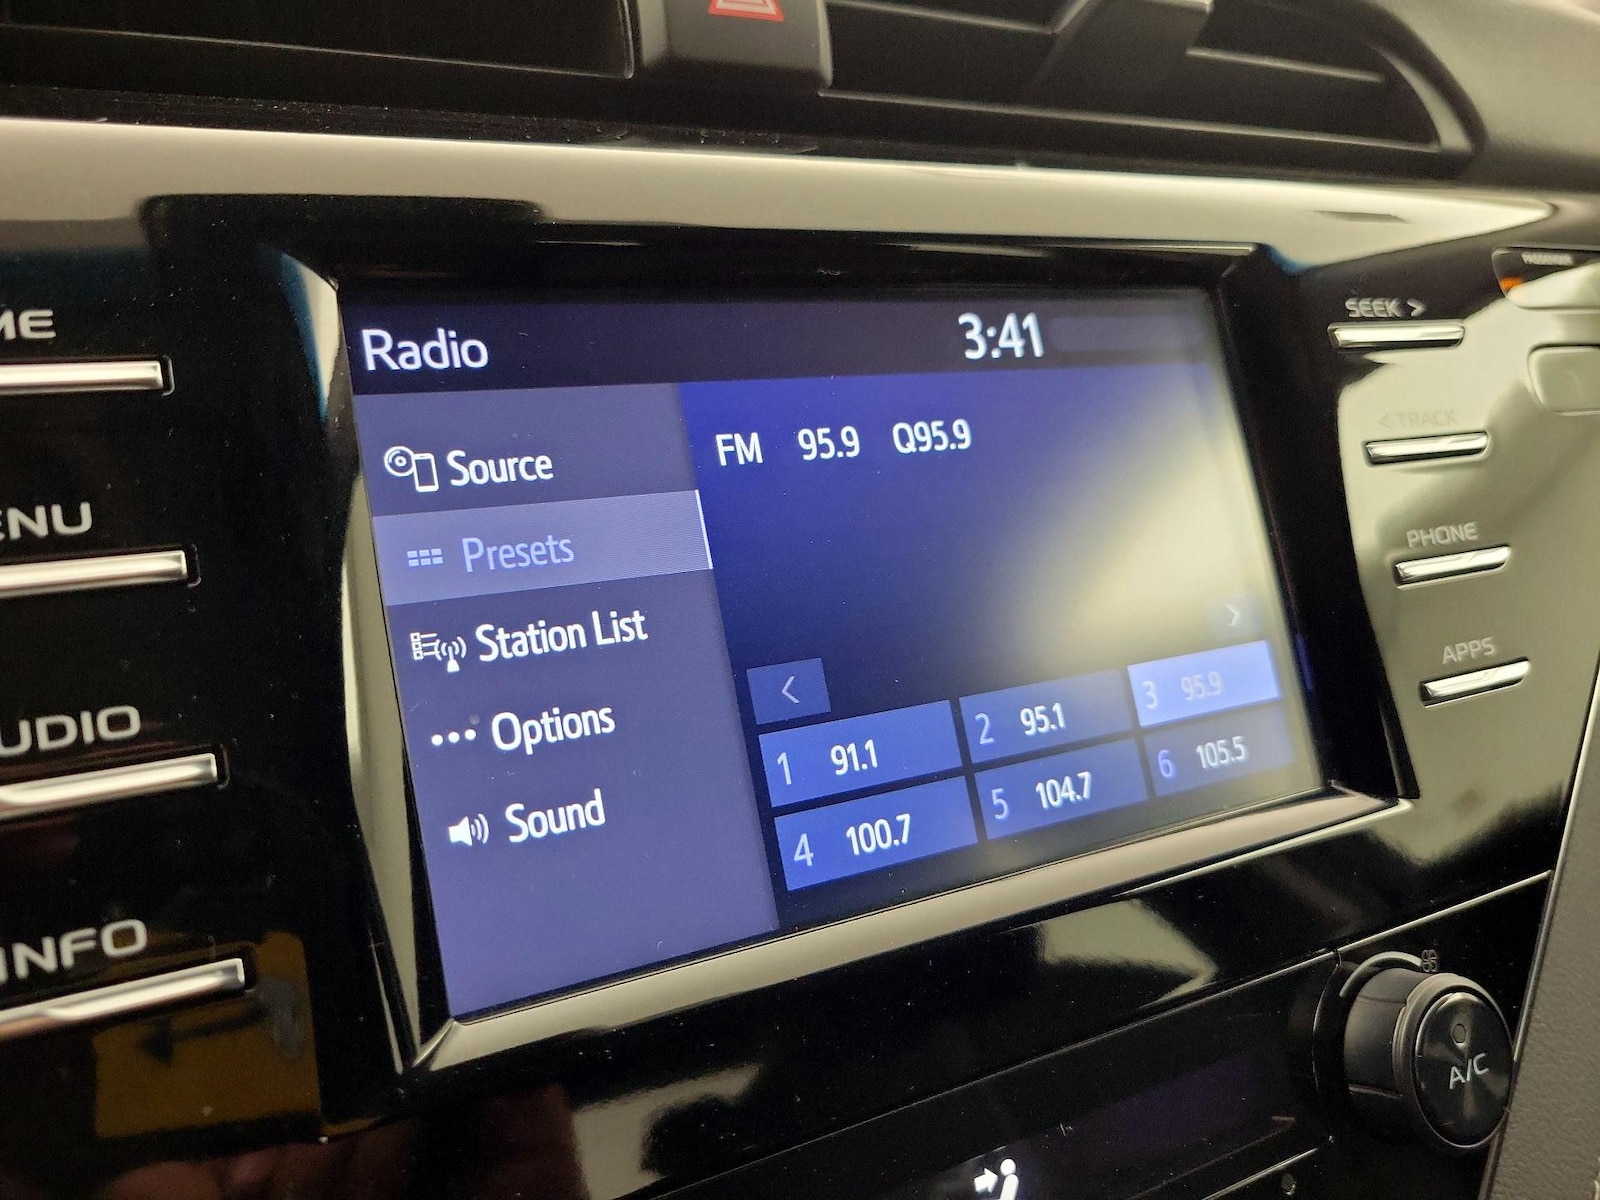 Radio 3:41
Source
Presets
Station List
Options
Sound
FM 95.9 Q95.9
1 91.1
2 95.1
3 95.9
4 100.7
5 104.7
6 105.5
ME
ENU
UDIO
INFO
SEEK >
< TRACK
PHONE
APPS
A/C